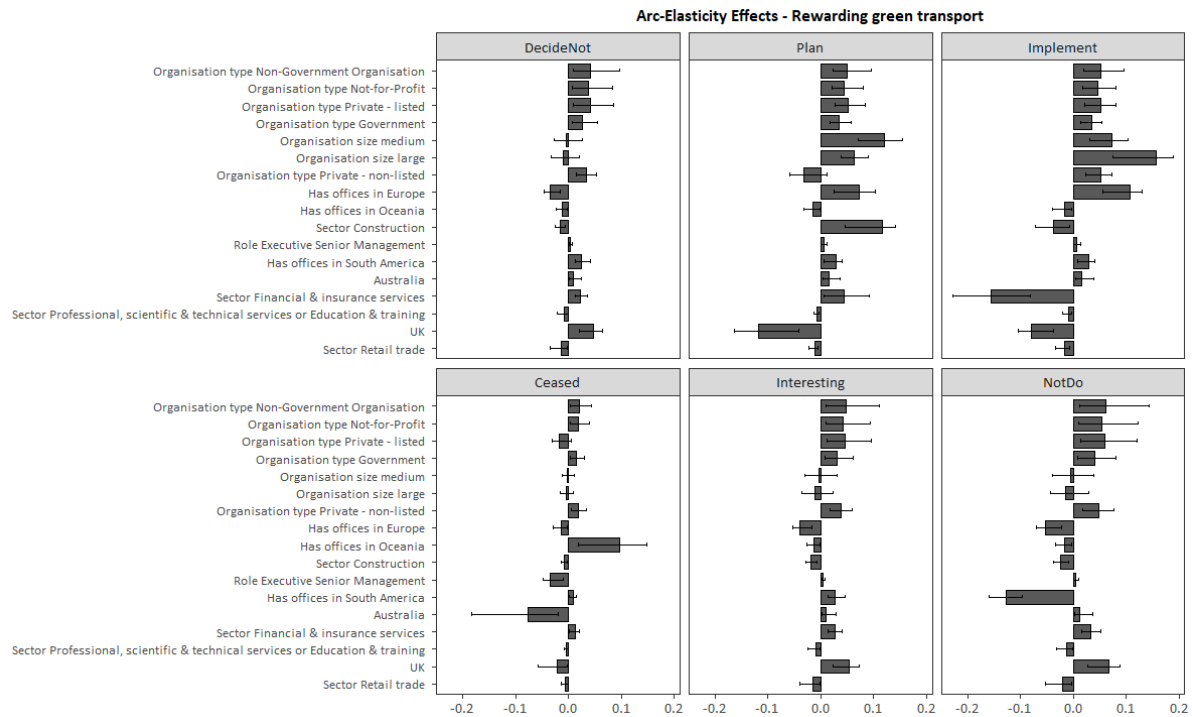 Arc-Elasticity Effects - Rewarding green transport
DecideNot
Plan
Implement
Organisation type Non-Government Organisation
Organisation type Not-for-Profit
Organisation type Private - listed
Organisation type Government
Organisation size medium
Organisation size large
Organisation type Private - non-listed
Has offices in Europe
Has offices in Oceania
Sector Construction
Role Executive Senior Management
Has offices in South America
Australia
Sector Financial & insurance services
Sector Professional, scientific & technical services or Education & training
UK
Sector Retail trade
Ceased
Interesting
NotDo
Organisation type Non-Government Organisation
Organisation type Not-for-Profit
Organisation type Private - listed
Organisation type Government
Organisation size medium
Organisation size large
Organisation type Private - non-listed
Has offices in Europe
Has offices in Oceania
Sector Construction
Role Executive Senior Management
Has offices in South America
Australia
Sector Financial & insurance services
Sector Professional, scientific & technical services or Education & training
UK
Sector Retail trade
-0.2 -0.1 0.0 0.1 0.2 -0.2 -0.1 0.0 0.1 0.2 -0.2 -0.1 0.0 0.1 0.2